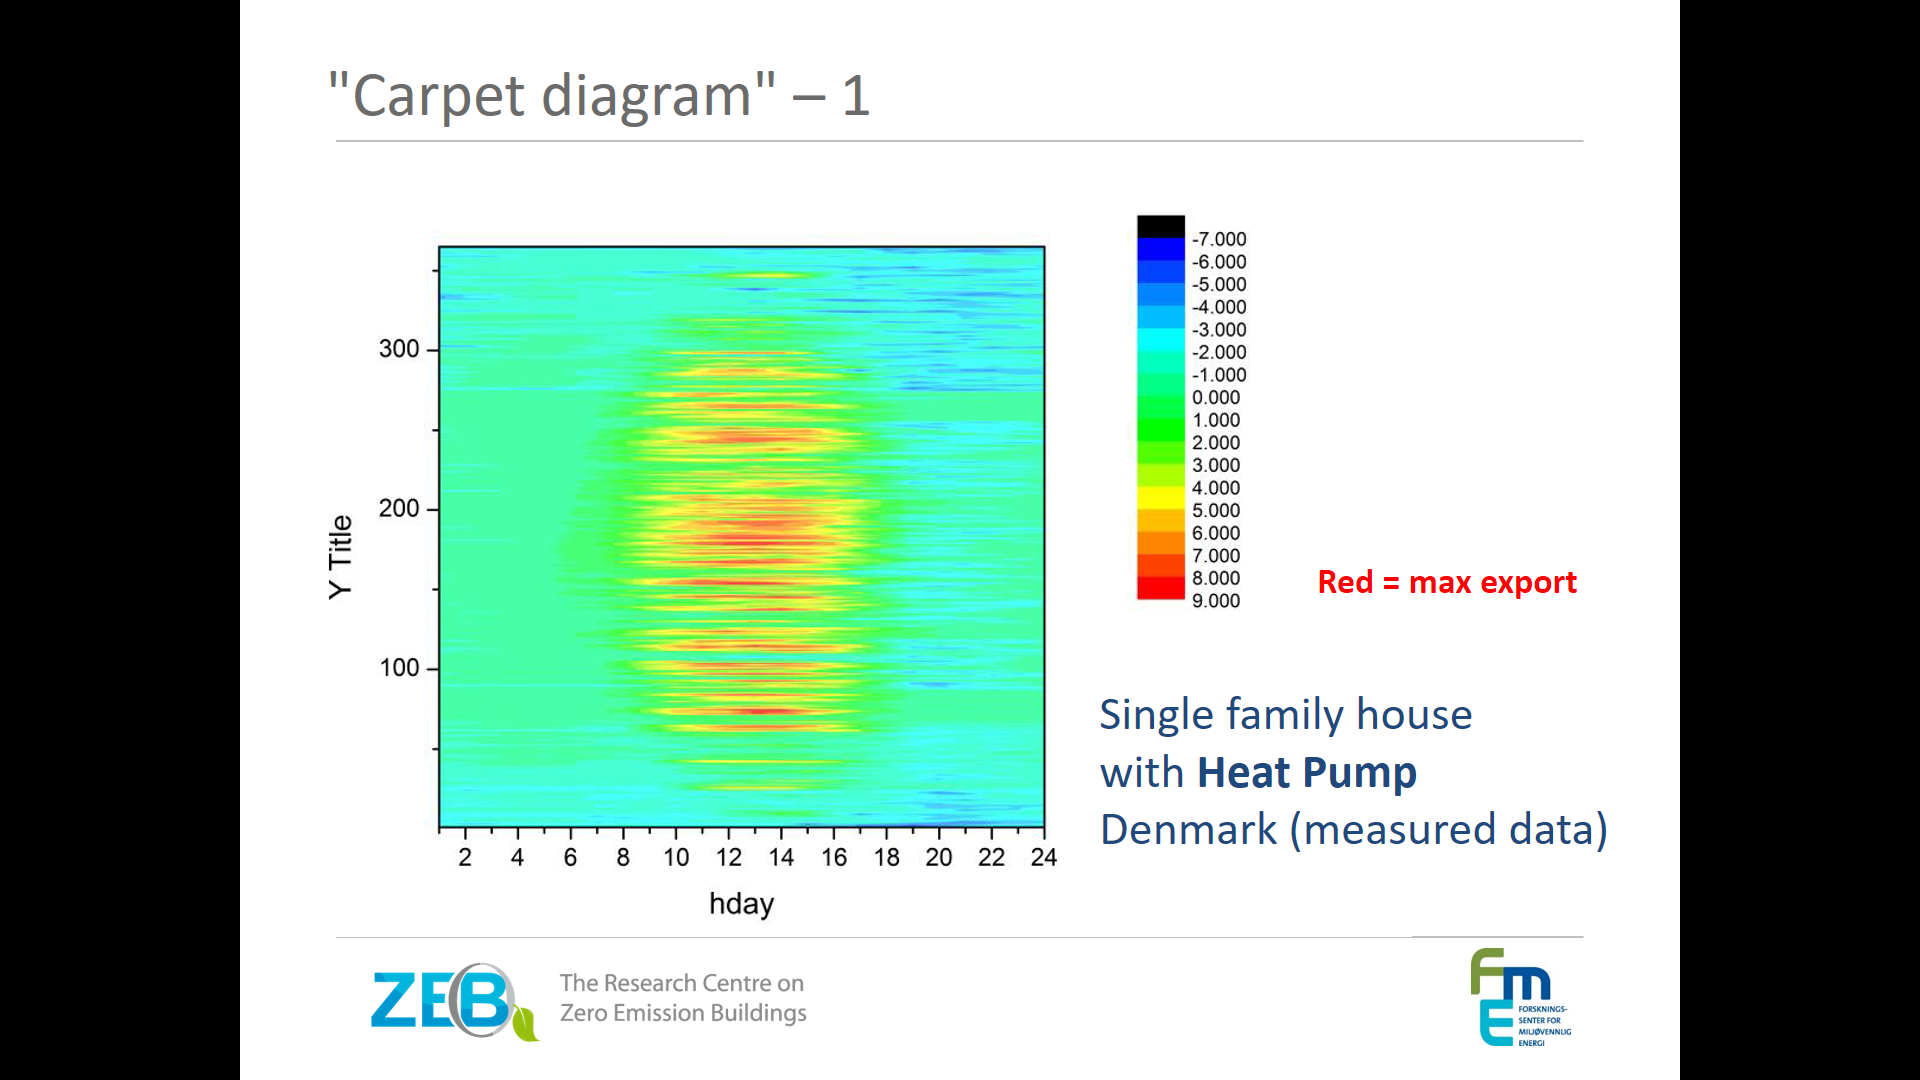 "Carpet diagram" – 1
-7.000
-6.000
-5.000
-4.000
-3.000
-2.000
-1.000
0.000
1.000
2.000
3.000
4.000
5.000
6.000
7.000
8.000
9.000
Red = max export
300
200
100
Y Title
2 4 6 8 10 12 14 16 18 20 22 24
hday
Single family house
with Heat Pump
Denmark (measured data)
ZEB
The Research Centre on
Zero Emission Buildings
FME
FORSKNINGS-
SENTER FOR
MILJØVENNLIG
ENERGI